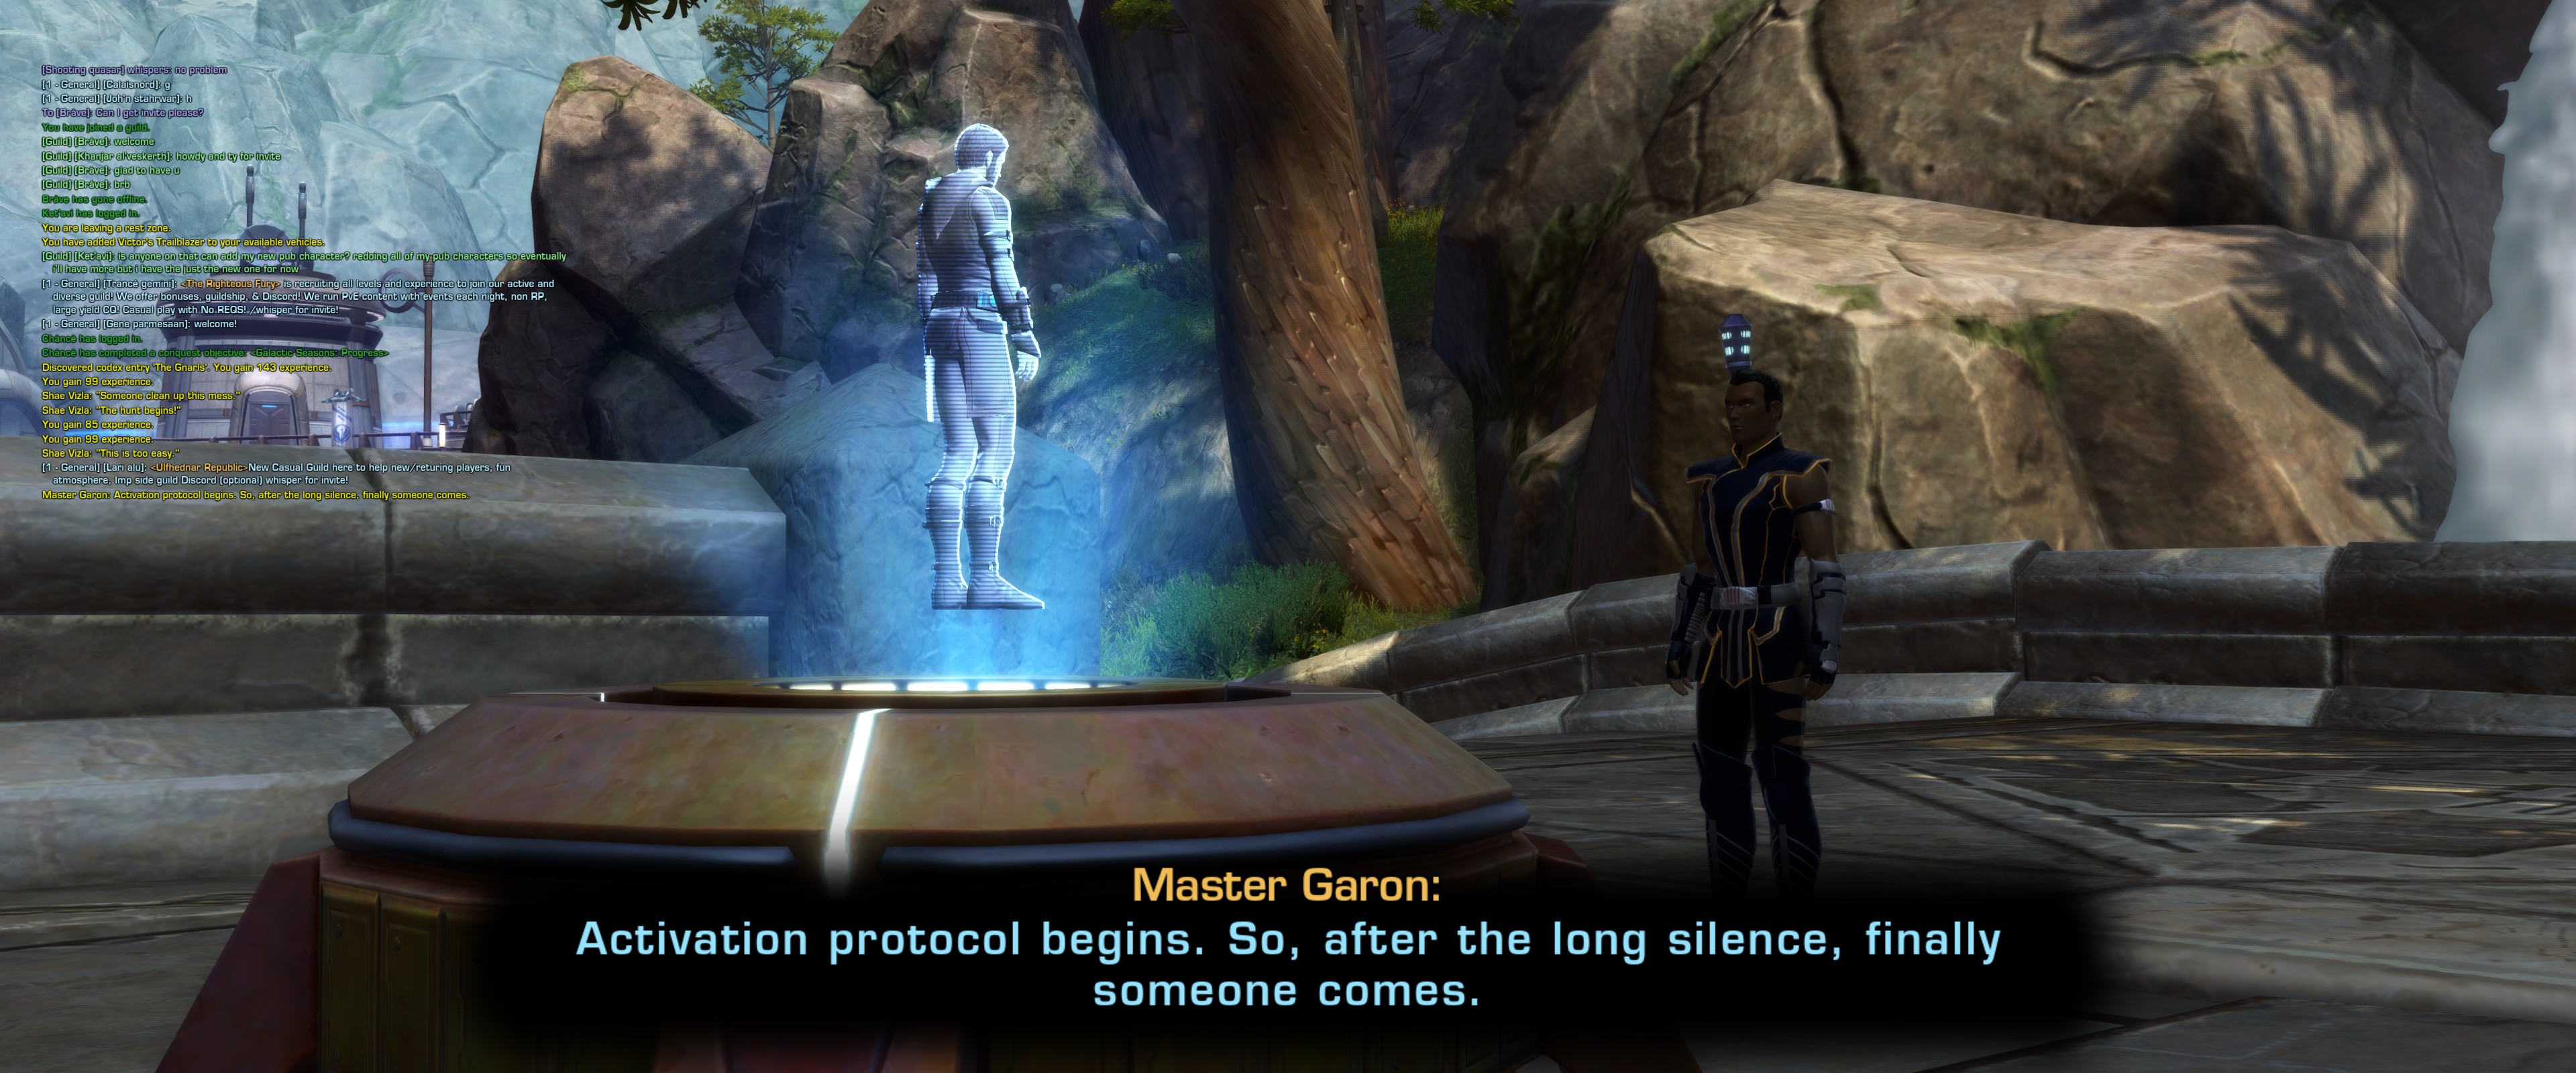 [Shooting quasar] whispers: no problem
[1 - General] [Calaisnord]: g
[1 - General] [Joh'n stahrwar]: h
To [Bräve]: Can I get invite please?
You have joined a guild.
[Guild] [Bräve]: welcome
[Guild] [Khanjar al'veskerth]: howdy and ty for invite
[Guild] [Bräve]: glad to have u
[Guild] [Bräve]: brb
Bräve has gone offline.
Ket'avi has logged in.
You are leaving a rest zone.
You have added Victor's Trailblazer to your available vehicles.
[Guild] [Ket'avi]: is anyone on that can add my new pub character? redoing all of my pub characters so eventually
i'll have more but i have the just the new one for now
[1 - General] [Trancè gemini]: <The Righteous Fury> is recruiting all levels and experience to join our active and
diverse guild! We offer bonuses, guildship, & Discord! We run PvE content with events each night, non RP,
large yield CQ! Casual play with No REQS! /whisper for invite!
[1 - General] [Gene parmesaan]: welcome!
Chäncè has logged in.
Chäncè has completed a conquest objective: <Galactic Seasons: Progress>
Discovered codex entry 'The Gnarls'. You gain 143 experience.
You gain 99 experience.
Shae Vizla: "Someone clean up this mess."
Shae Vizla: "The hunt begins!"
You gain 85 experience.
You gain 99 experience.
Shae Vizla: "This is too easy."
[1 - General] [Lari alu]: <Ulfhednar Republic>New Casual Guild here to help new/returing players, fun
atmosphere. Imp side guild Discord (optional) whisper for invite!
Master Garon: Activation protocol begins. So, after the long silence, finally someone comes.
Master Garon:
Activation protocol begins. So, after the long silence, finally
someone comes.